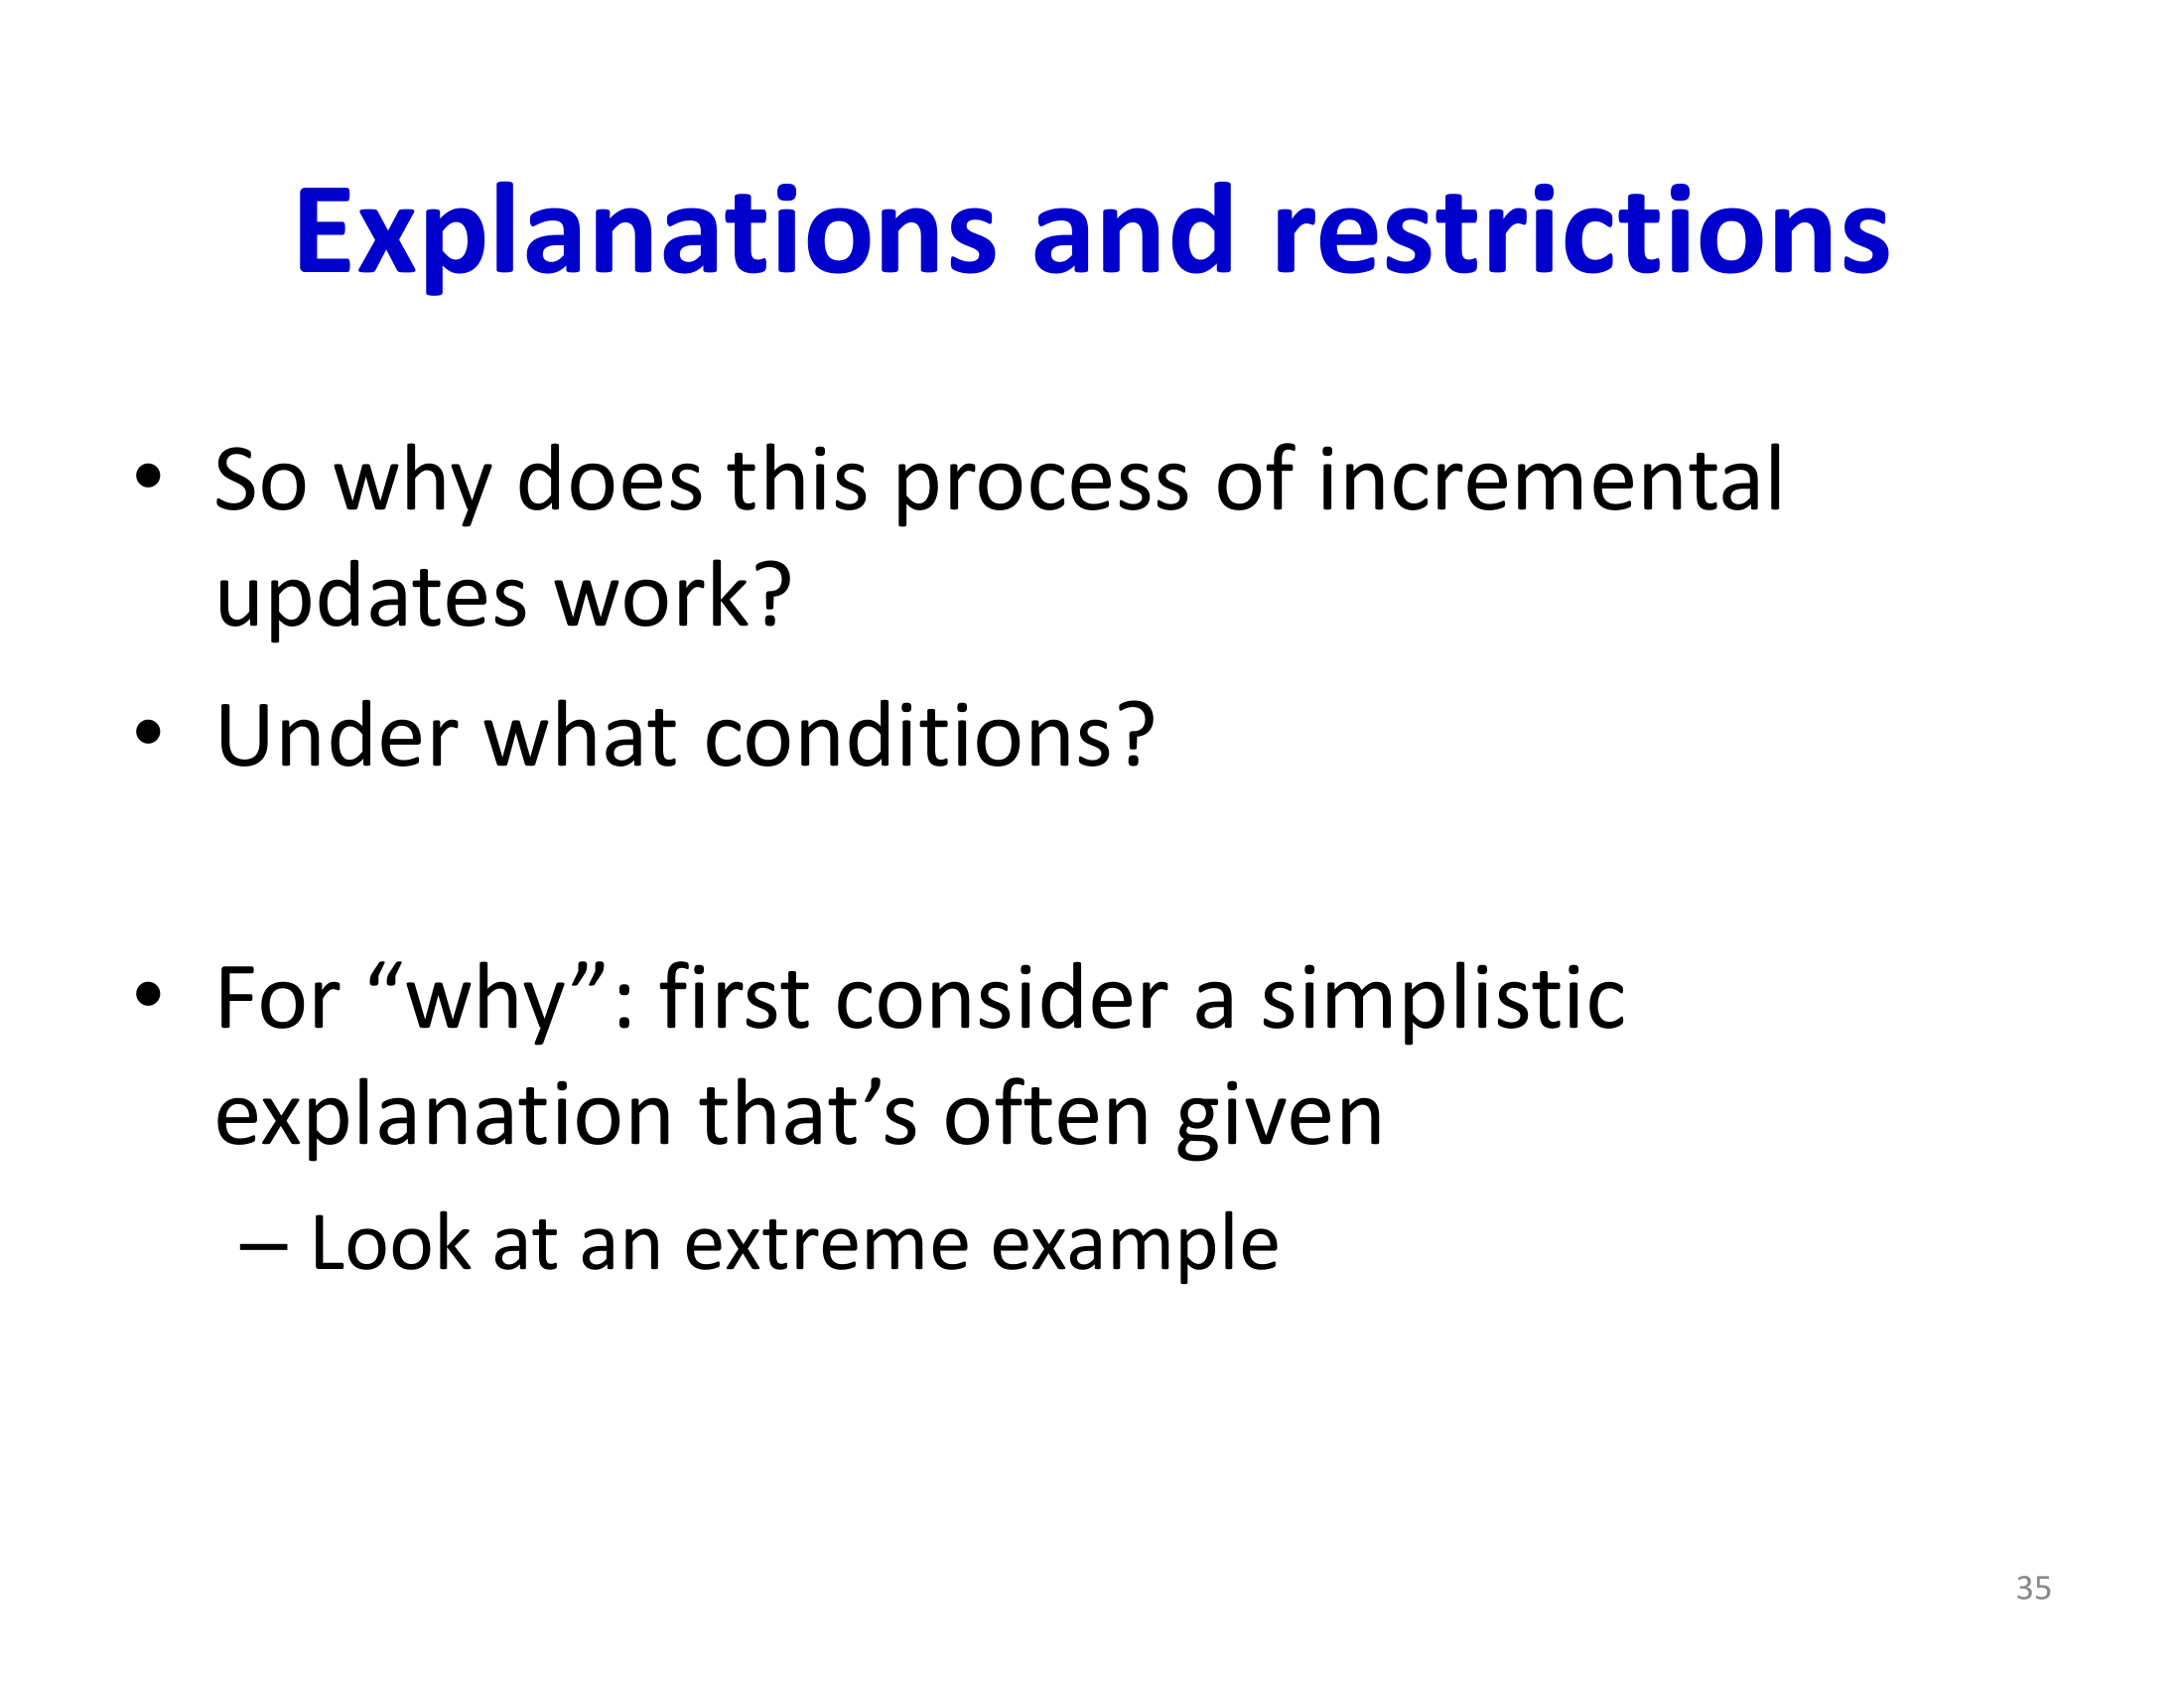 Explanations and restrictions
• So why does this process of incremental
updates work?
• Under what conditions?
• For “why”: first consider a simplistic
explanation that’s often given
– Look at an extreme example
35